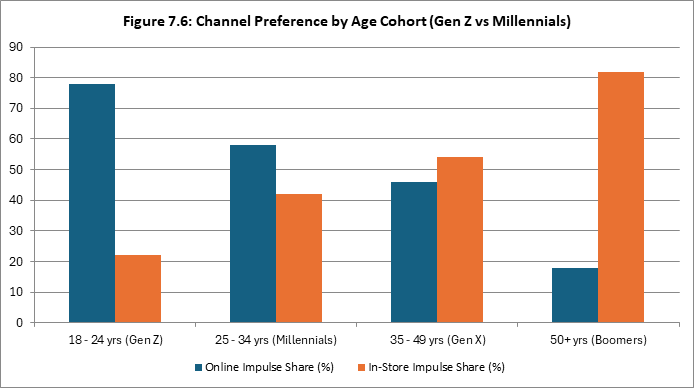 Figure 7.6: Channel Preference by Age Cohort (Gen Z vs Millennials)
90
80
70
60
50
40
30
20
10
0
18 - 24 yrs (Gen Z)
25 - 34 yrs (Millennials)
35 - 49 yrs (Gen X)
50+ yrs (Boomers)
Online Impulse Share (%)
In-Store Impulse Share (%)